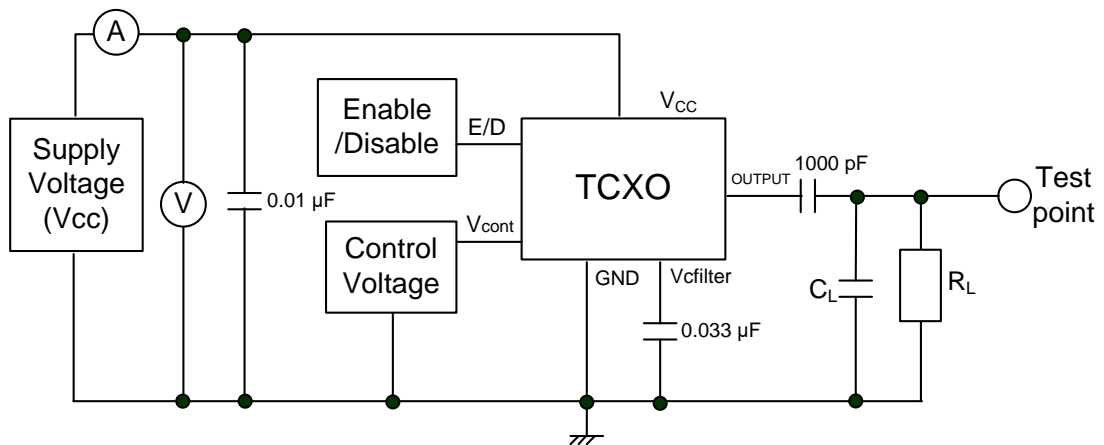 A
Supply
Voltage
(Vcc)
V
0.01 µF
Enable
/Disable
E/D
Control
Voltage
Vcont
VCC
TCXO
GND
Vcfilter
0.033 µF
OUTPUT
1000 pF
CL
RL
Test
point